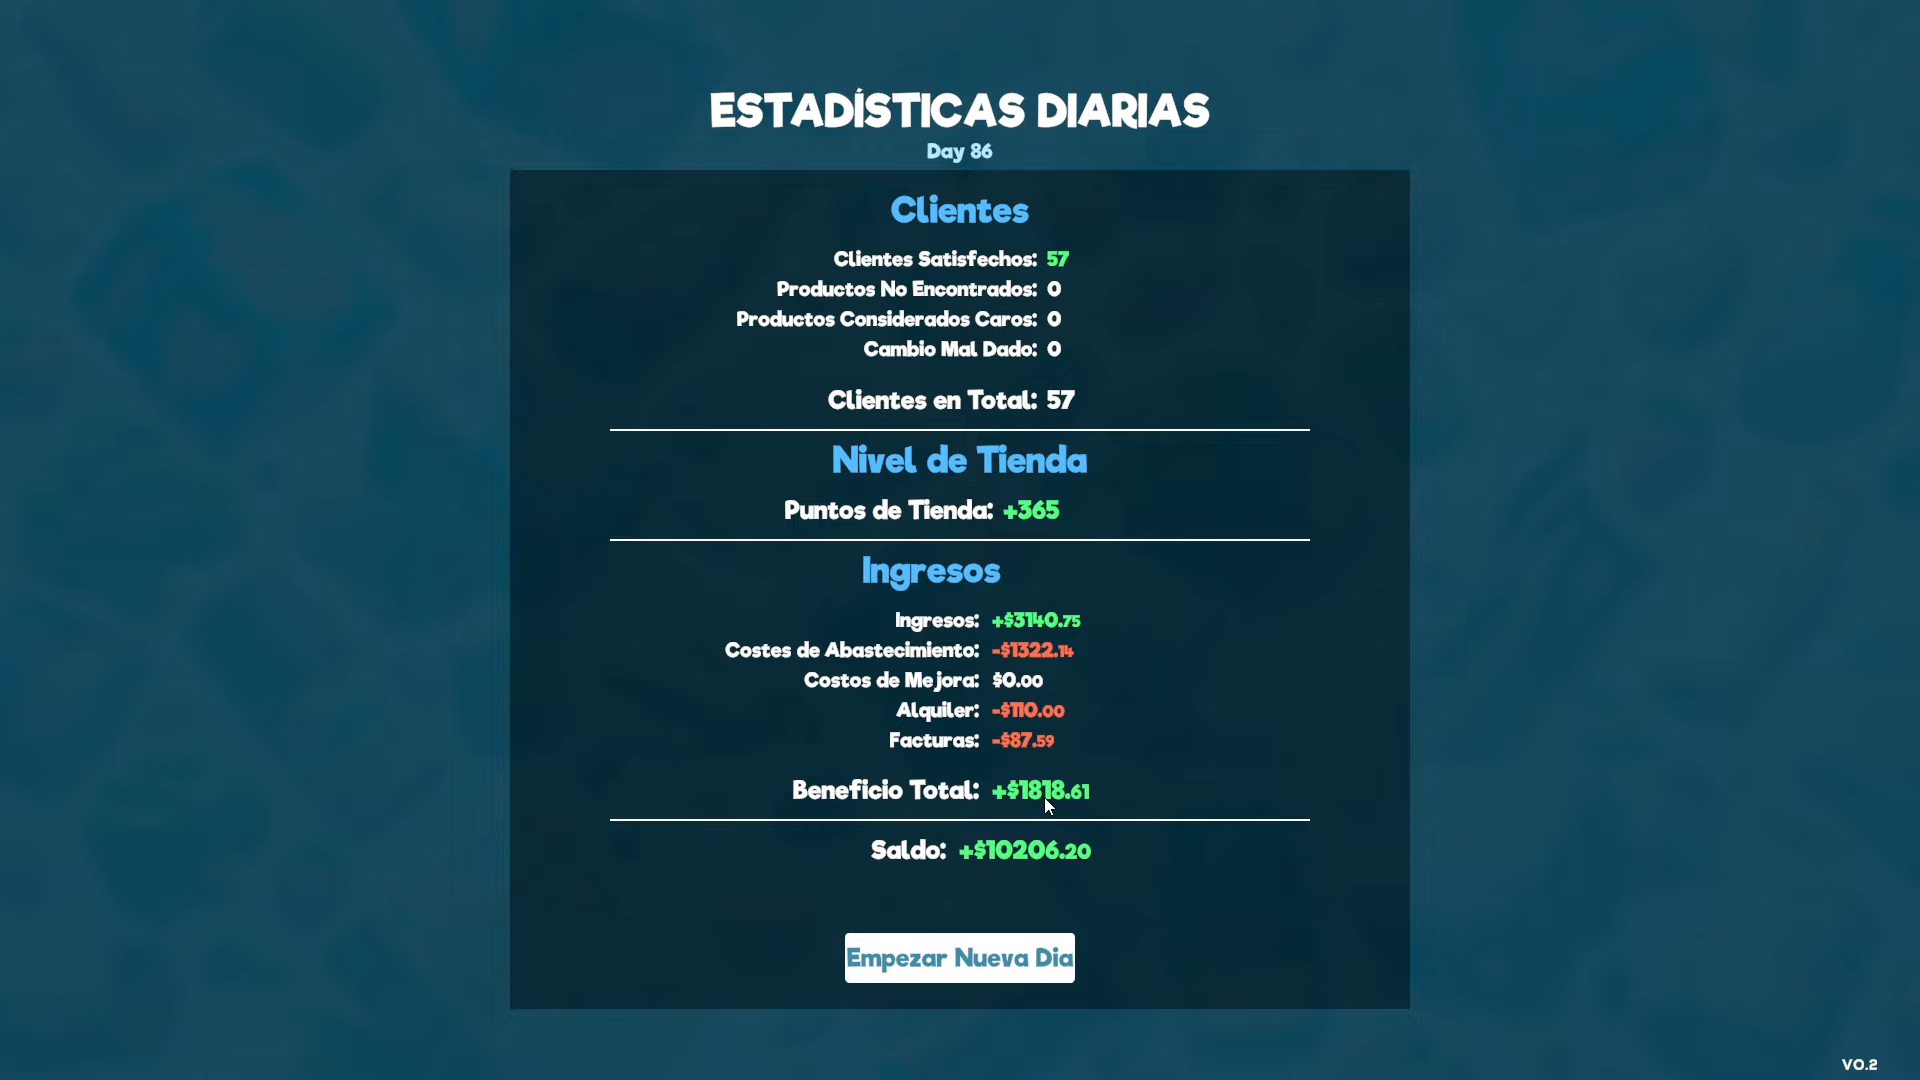 ESTADÍSTICAS DIARIAS
Day 86
Clientes
Clientes Satisfechos: 57
Productos No Encontrados: 0
Productos Considerados Caros: 0
Cambio Mal Dado: 0
Clientes en Total: 57
Nivel de Tienda
Puntos de Tienda: +365
Ingresos
Ingresos: +$3140.75
Costes de Abastecimiento: -$1322.14
Costos de Mejora: $0.00
Alquiler: -$110.00
Facturas: -$87.59
Beneficio Total: +$1818.61
Saldo: +$10206.20
Empezar Nueva Dia
V0.2